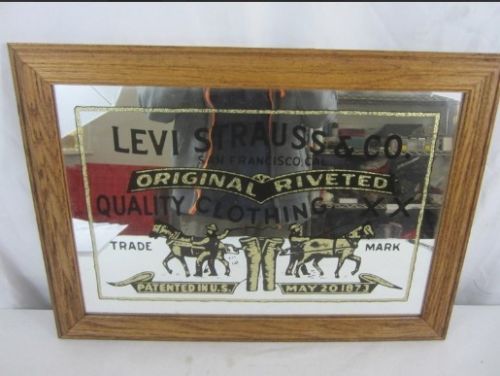 LEVI STRAUSS & CO.
SAN FRANCISCO, CAL.
ORIGINAL RIVETED
QUALITY CLOTHING XX
TRADE MARK
PATENTED IN U.S. MAY 20 1873